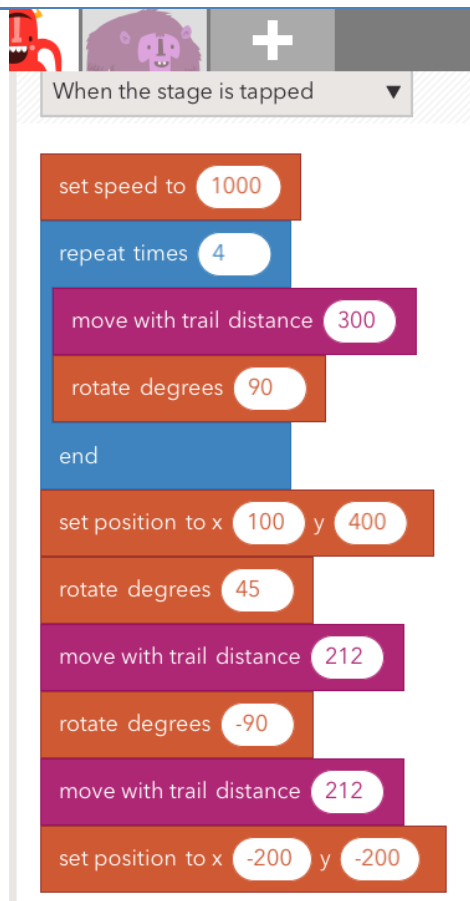 When the stage is tapped
set speed to 1000
repeat times 4
move with trail distance 300
rotate degrees 90
end
set position to x 100 y 400
rotate degrees 45
move with trail distance 212
rotate degrees -90
move with trail distance 212
set position to x -200 y -200